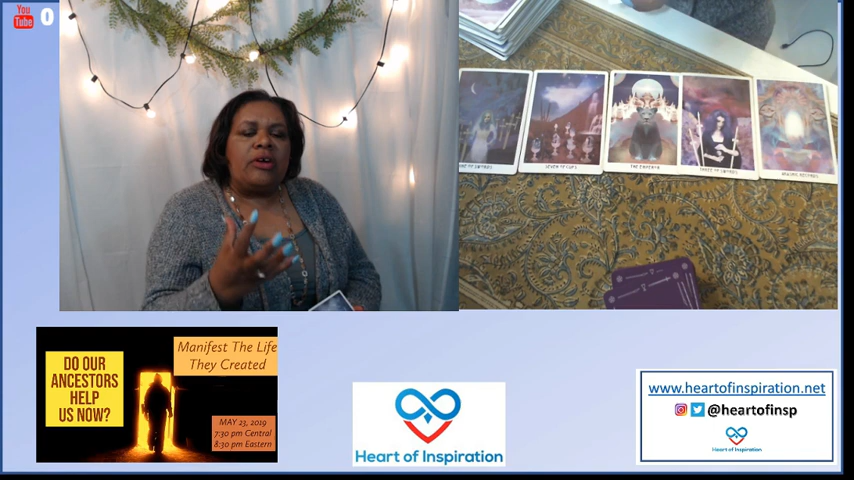 You
Tube
0
SEVEN OF CUPS
THE EMPEROR
DO OUR
ANCESTORS
HELP
US NOW?
Manifest The Life
They Created
MAY 23, 2019
7:30 pm Central
8:30 pm Eastern
Heart of Inspiration
www.heartofinspiration.net
@heartofinsp
Heart of Inspiration